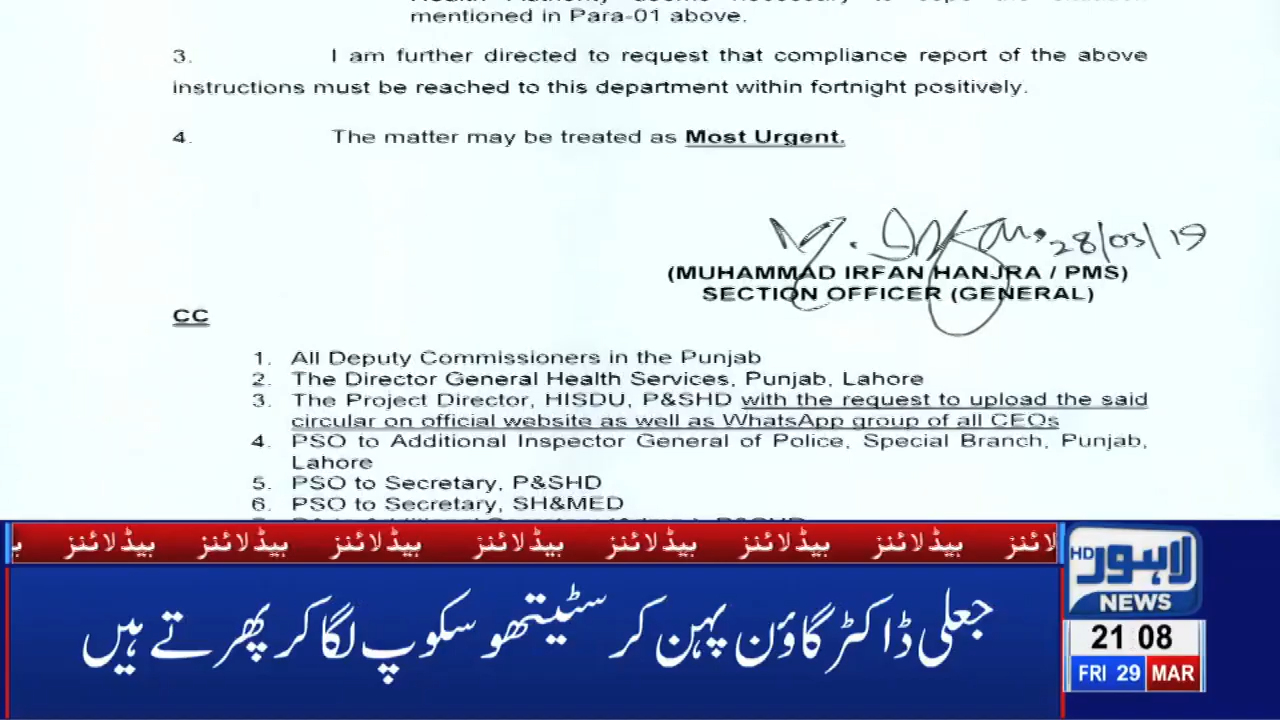 mentioned in Para-01 above.
3. I am further directed to request that compliance report of the above
instructions must be reached to this department within fortnight positively.
4. The matter may be treated as Most Urgent.
28/03/19
(MUHAMMAD IRFAN HANJRA / PMS)
SECTION OFFICER (GENERAL)
CC
1. All Deputy Commissioners in the Punjab
2. The Director General Health Services, Punjab, Lahore
3. The Project Director, HISDU, P&SHD with the request to upload the said
circular on official website as well as WhatsApp group of all CEOs
4. PSO to Additional Inspector General of Police, Special Branch, Punjab,
Lahore
5. PSO to Secretary, P&SHD
6. PSO to Secretary, SH&MED
ہیڈلائنز ہیڈلائنز ہیڈلائنز ہیڈلائنز ہیڈلائنز ہیڈلائنز ہیڈلائنز
جعلی ڈاکٹر گاؤن پہن کر سٹیتھو سکوپ لگا کر پھرتے ہیں
لاہور HD
NEWS
21 08
FRI 29 MAR